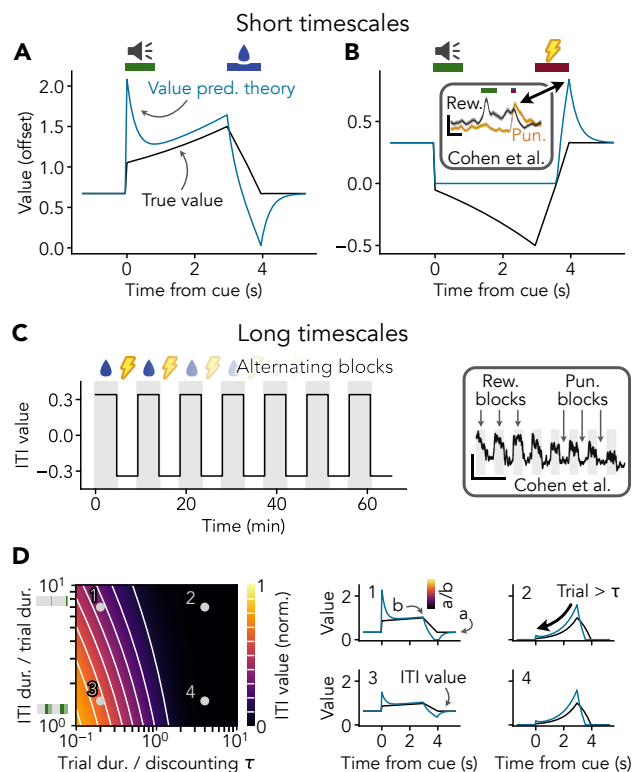 Short timescales
A
B
Value pred. theory
True value
Value (offset)
2.0
1.5
1.0
0.5
0.0
0
2
4
Time from cue (s)
Rew.
Pun.
Cohen et al.
0.5
0.0
−0.5
0
2
4
Time from cue (s)
C
Long timescales
Alternating blocks
ITI value
0.3
0.0
−0.3
0
20
40
60
Time (min)
Rew.
blocks
Pun.
blocks
Cohen et al.
D
ITI dur. / trial dur.
10¹
10⁰
1
2
3
4
10⁻¹
10⁰
10¹
Trial dur. / discounting τ
1
0
ITI value (norm.)
1
b
a/b
a
Value
2
0
2
Trial > τ
3
ITI value
Value
2
0
0
2
4
Time from cue (s)
4
0
2
4
Time from cue (s)